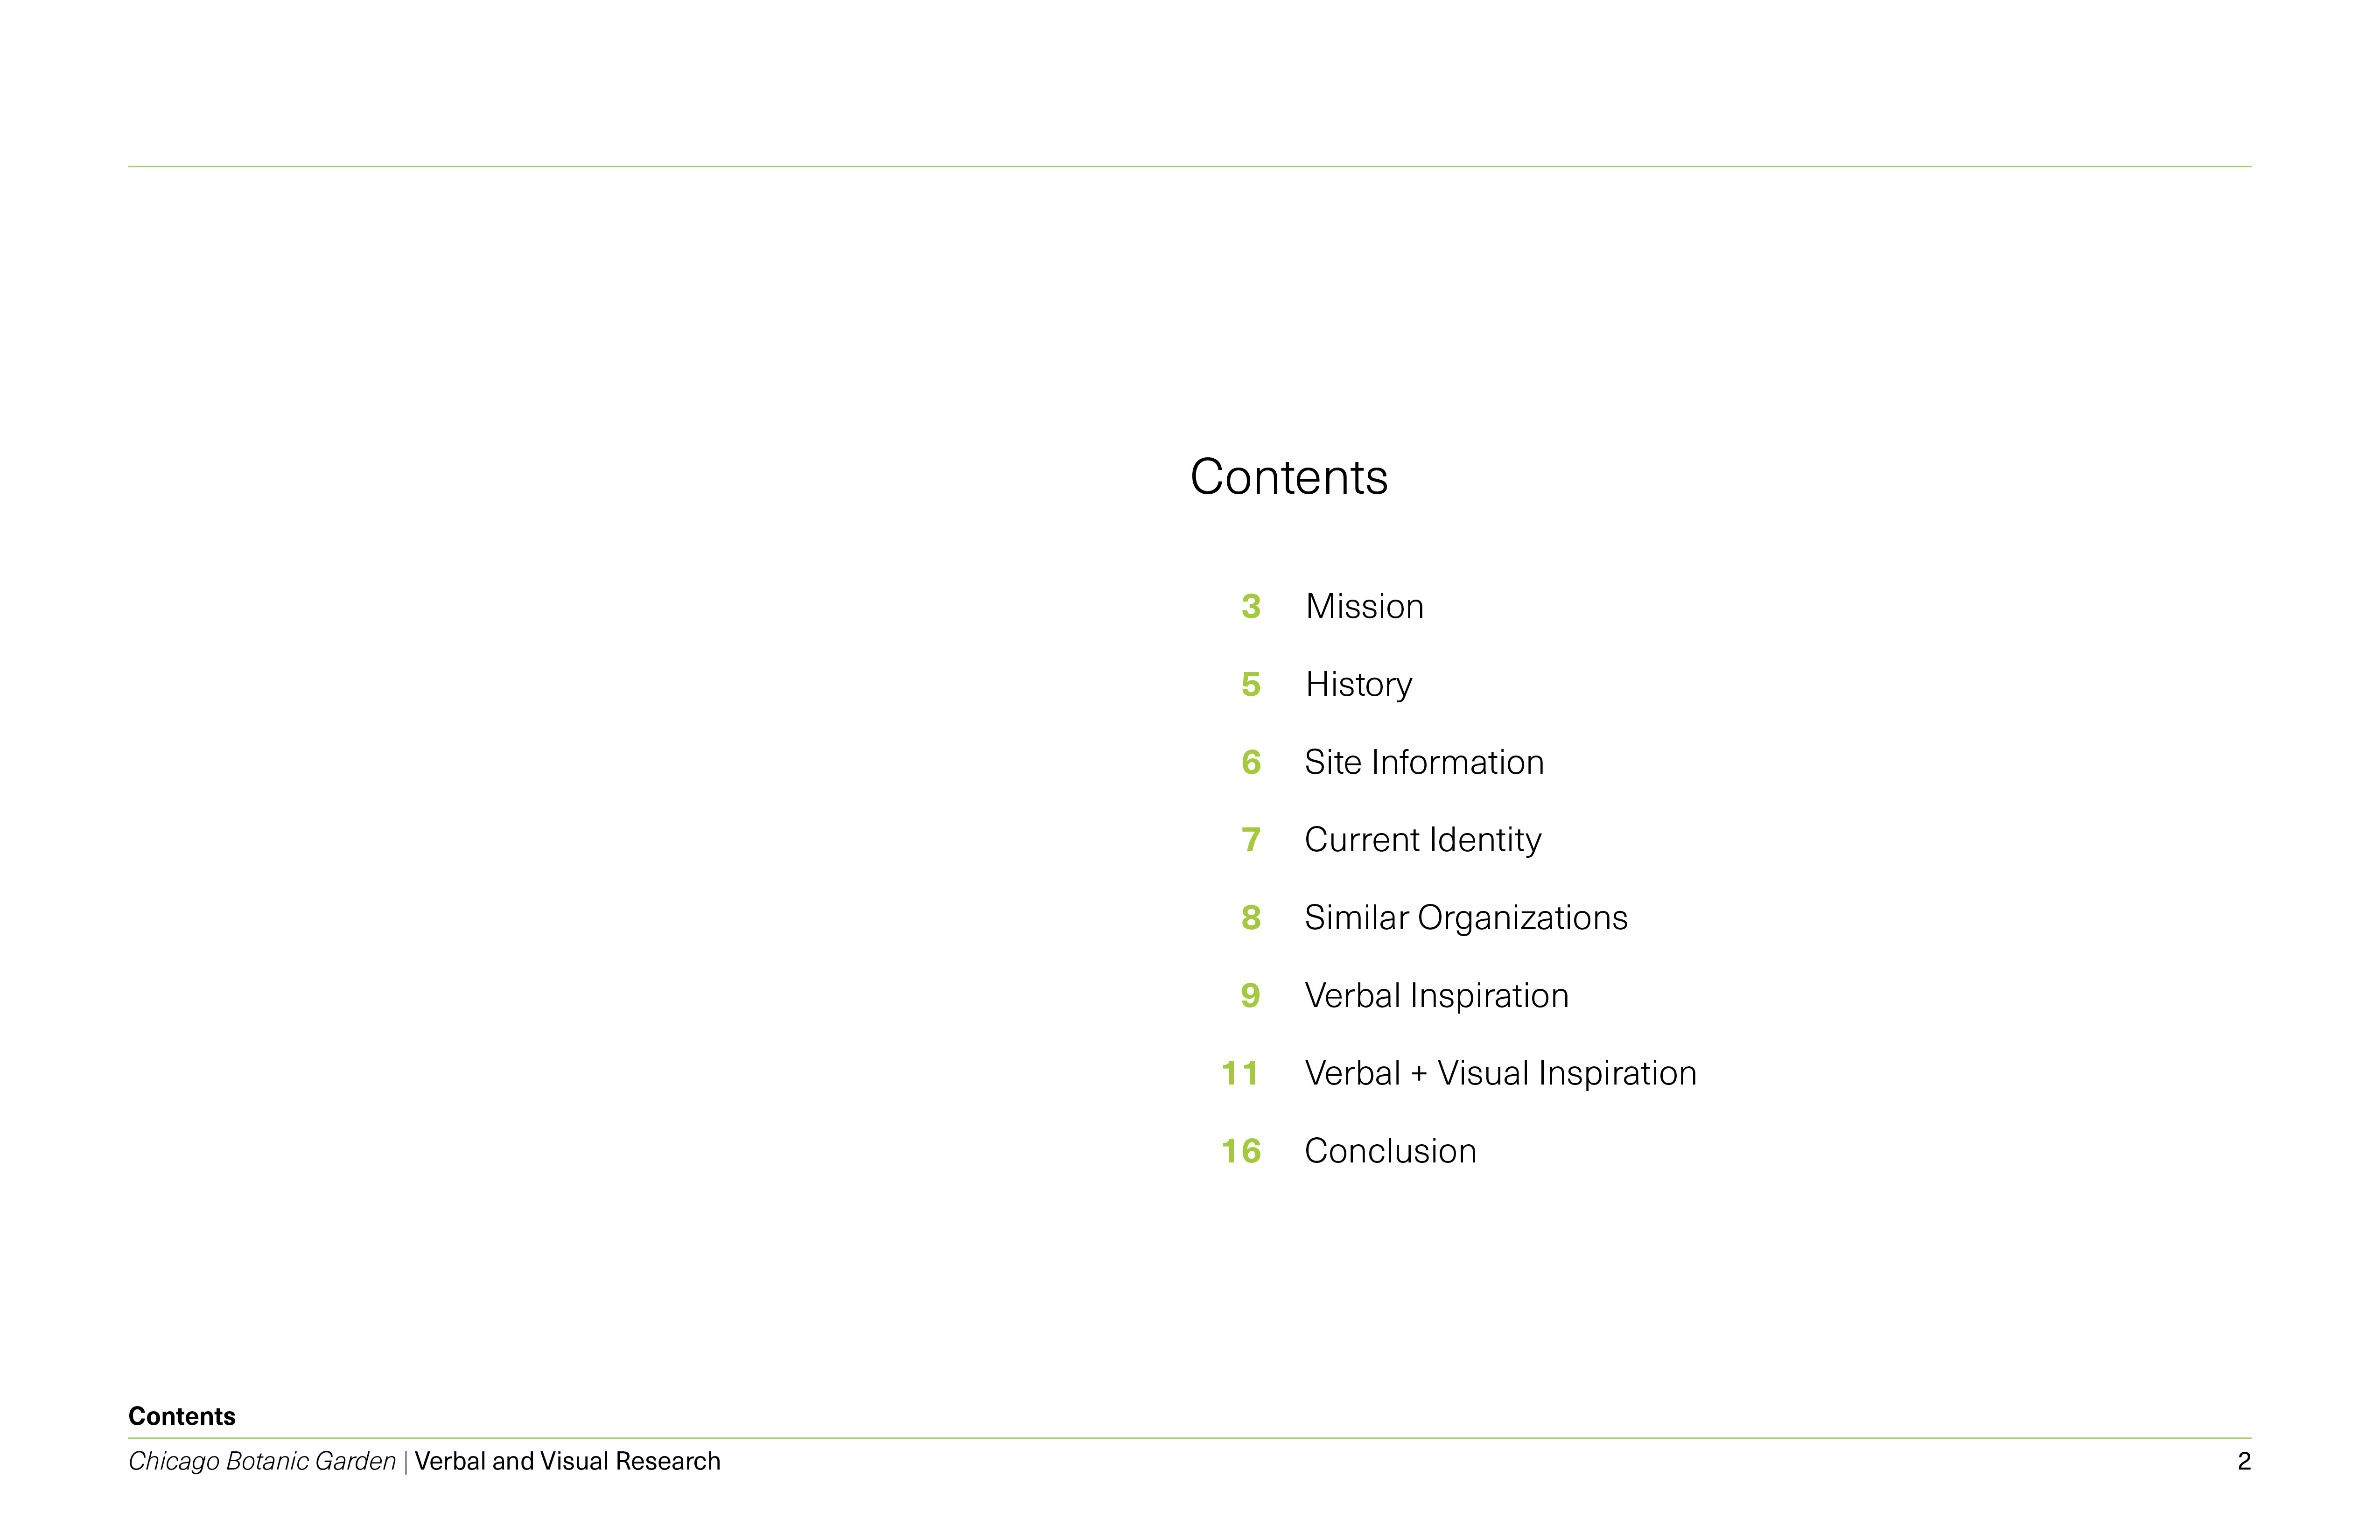 Contents
3 Mission
5 History
6 Site Information
7 Current Identity
8 Similar Organizations
9 Verbal Inspiration
11 Verbal + Visual Inspiration
16 Conclusion
Contents
Chicago Botanic Garden | Verbal and Visual Research 2